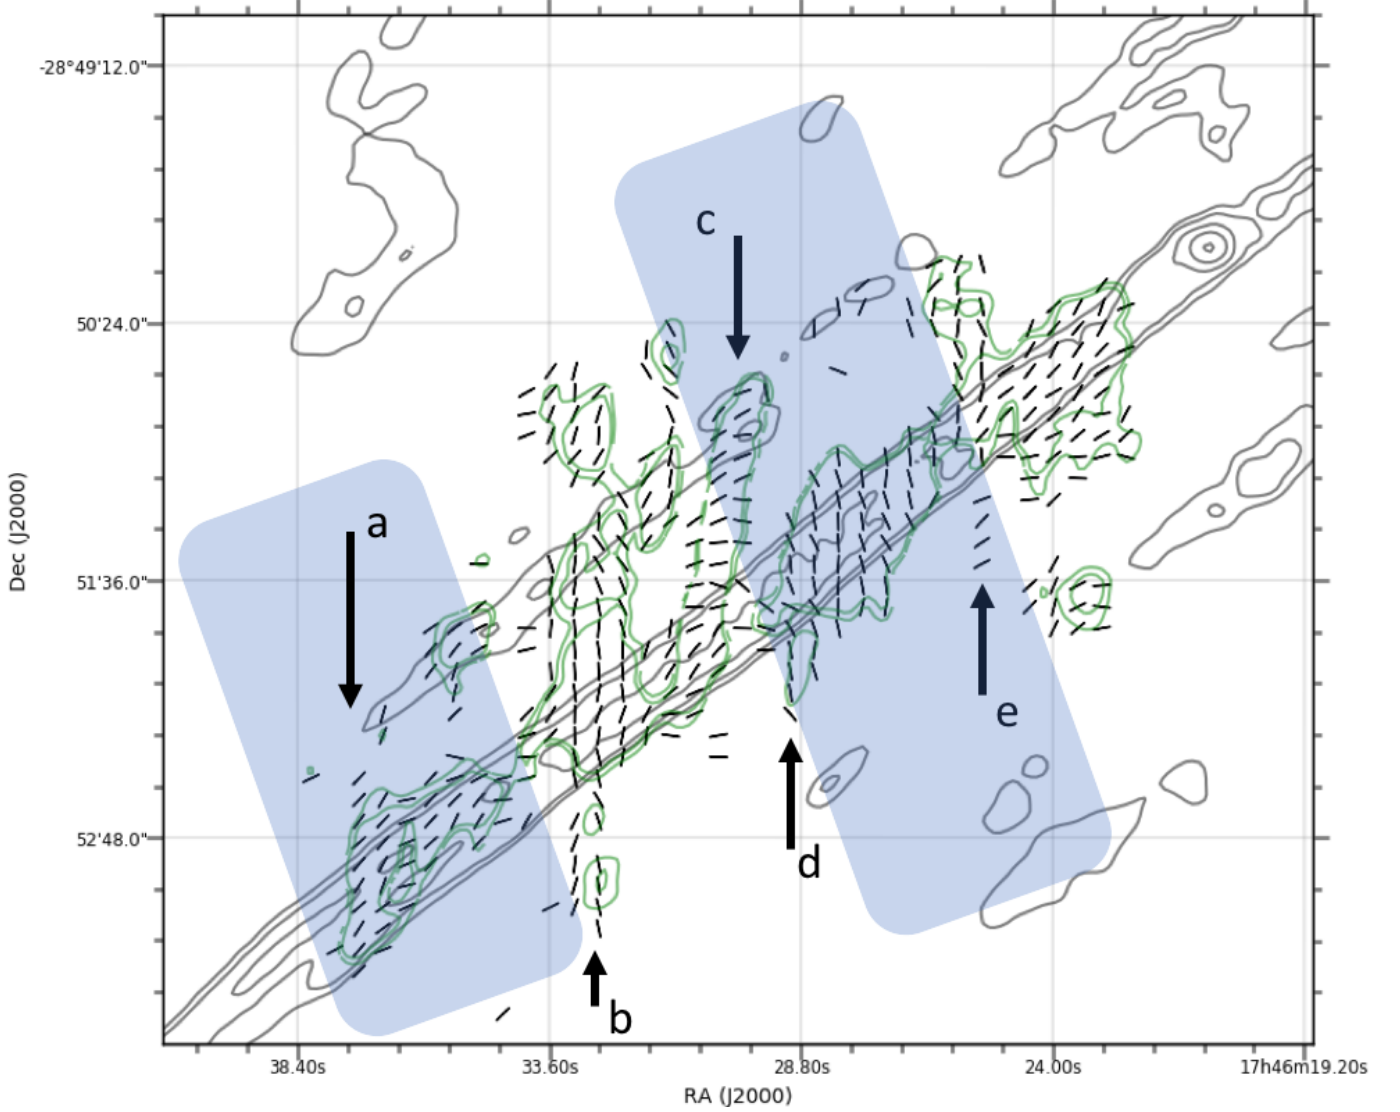 -28°49'12.0"
c
50'24.0"
a
Dec (J2000)
51'36.0"
e
52'48.0"
d
b
38.40s 33.60s 28.80s 24.00s 17h46m19.20s
RA (J2000)